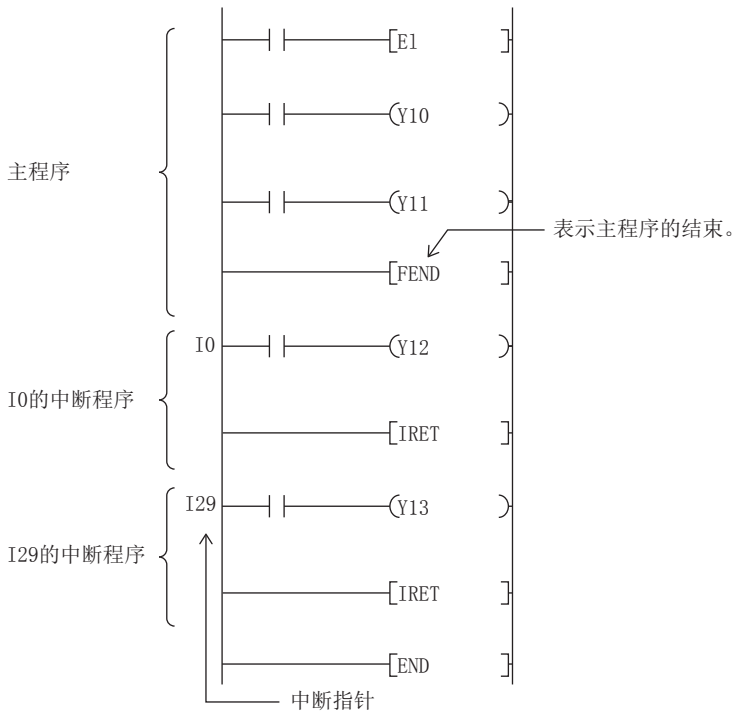 El
Y10
主程序
Y11
表示主程序的结束。
FEND
I0
Y12
I0的中断程序
IRET
I29
Y13
I29的中断程序
IRET
END
中断指针